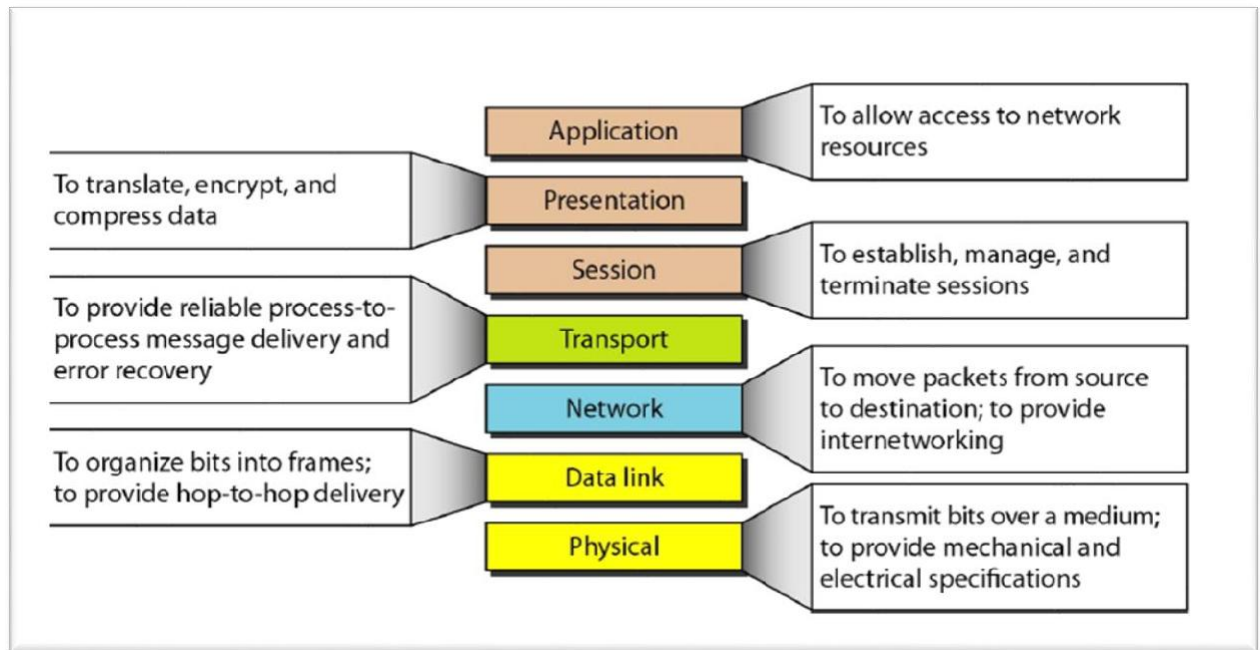 Application
To allow access to network
resources
To translate, encrypt, and
compress data
Presentation
Session
To establish, manage, and
terminate sessions
To provide reliable process-to-
process message delivery and
error recovery
Transport
Network
To move packets from source
to destination; to provide
internetworking
To organize bits into frames;
to provide hop-to-hop delivery
Data link
Physical
To transmit bits over a medium;
to provide mechanical and
electrical specifications